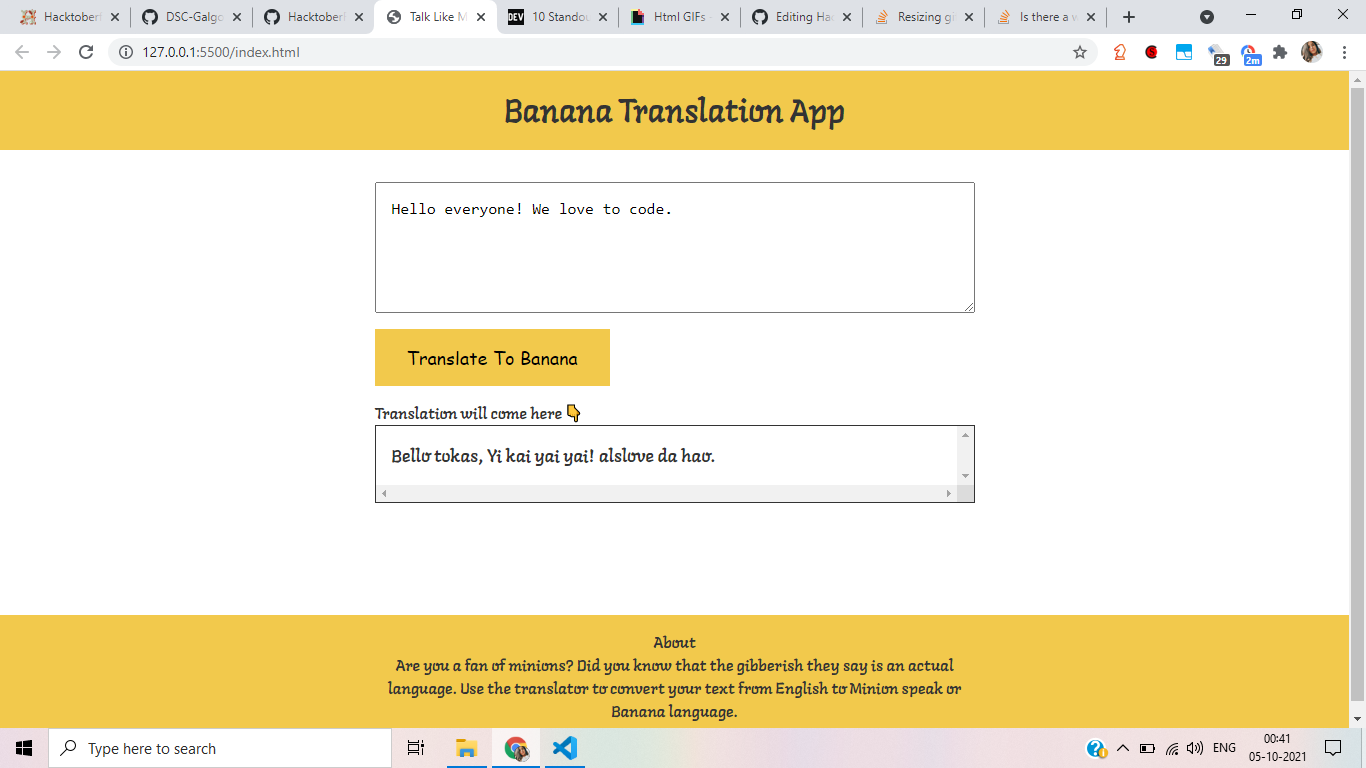 Hacktober
DSC-Galgo
Hacktober
Talk Like M
DEV 10 Standou
Html GIFs
Editing Hac
Resizing gi
Is there a w
127.0.0.1:5500/index.html
29
2m
Banana Translation App
Hello everyone! We love to code.
Translate To Banana
Translation will come here 👇
Bello tukas, Yi kai yai yai! alslove da hao.
About
Are you a fan of minions? Did you know that the gibberish they say is an actual
language. Use the translator to convert your text from English to Minion speak or
Banana language.
Type here to search
ENG
00:41
05-10-2021